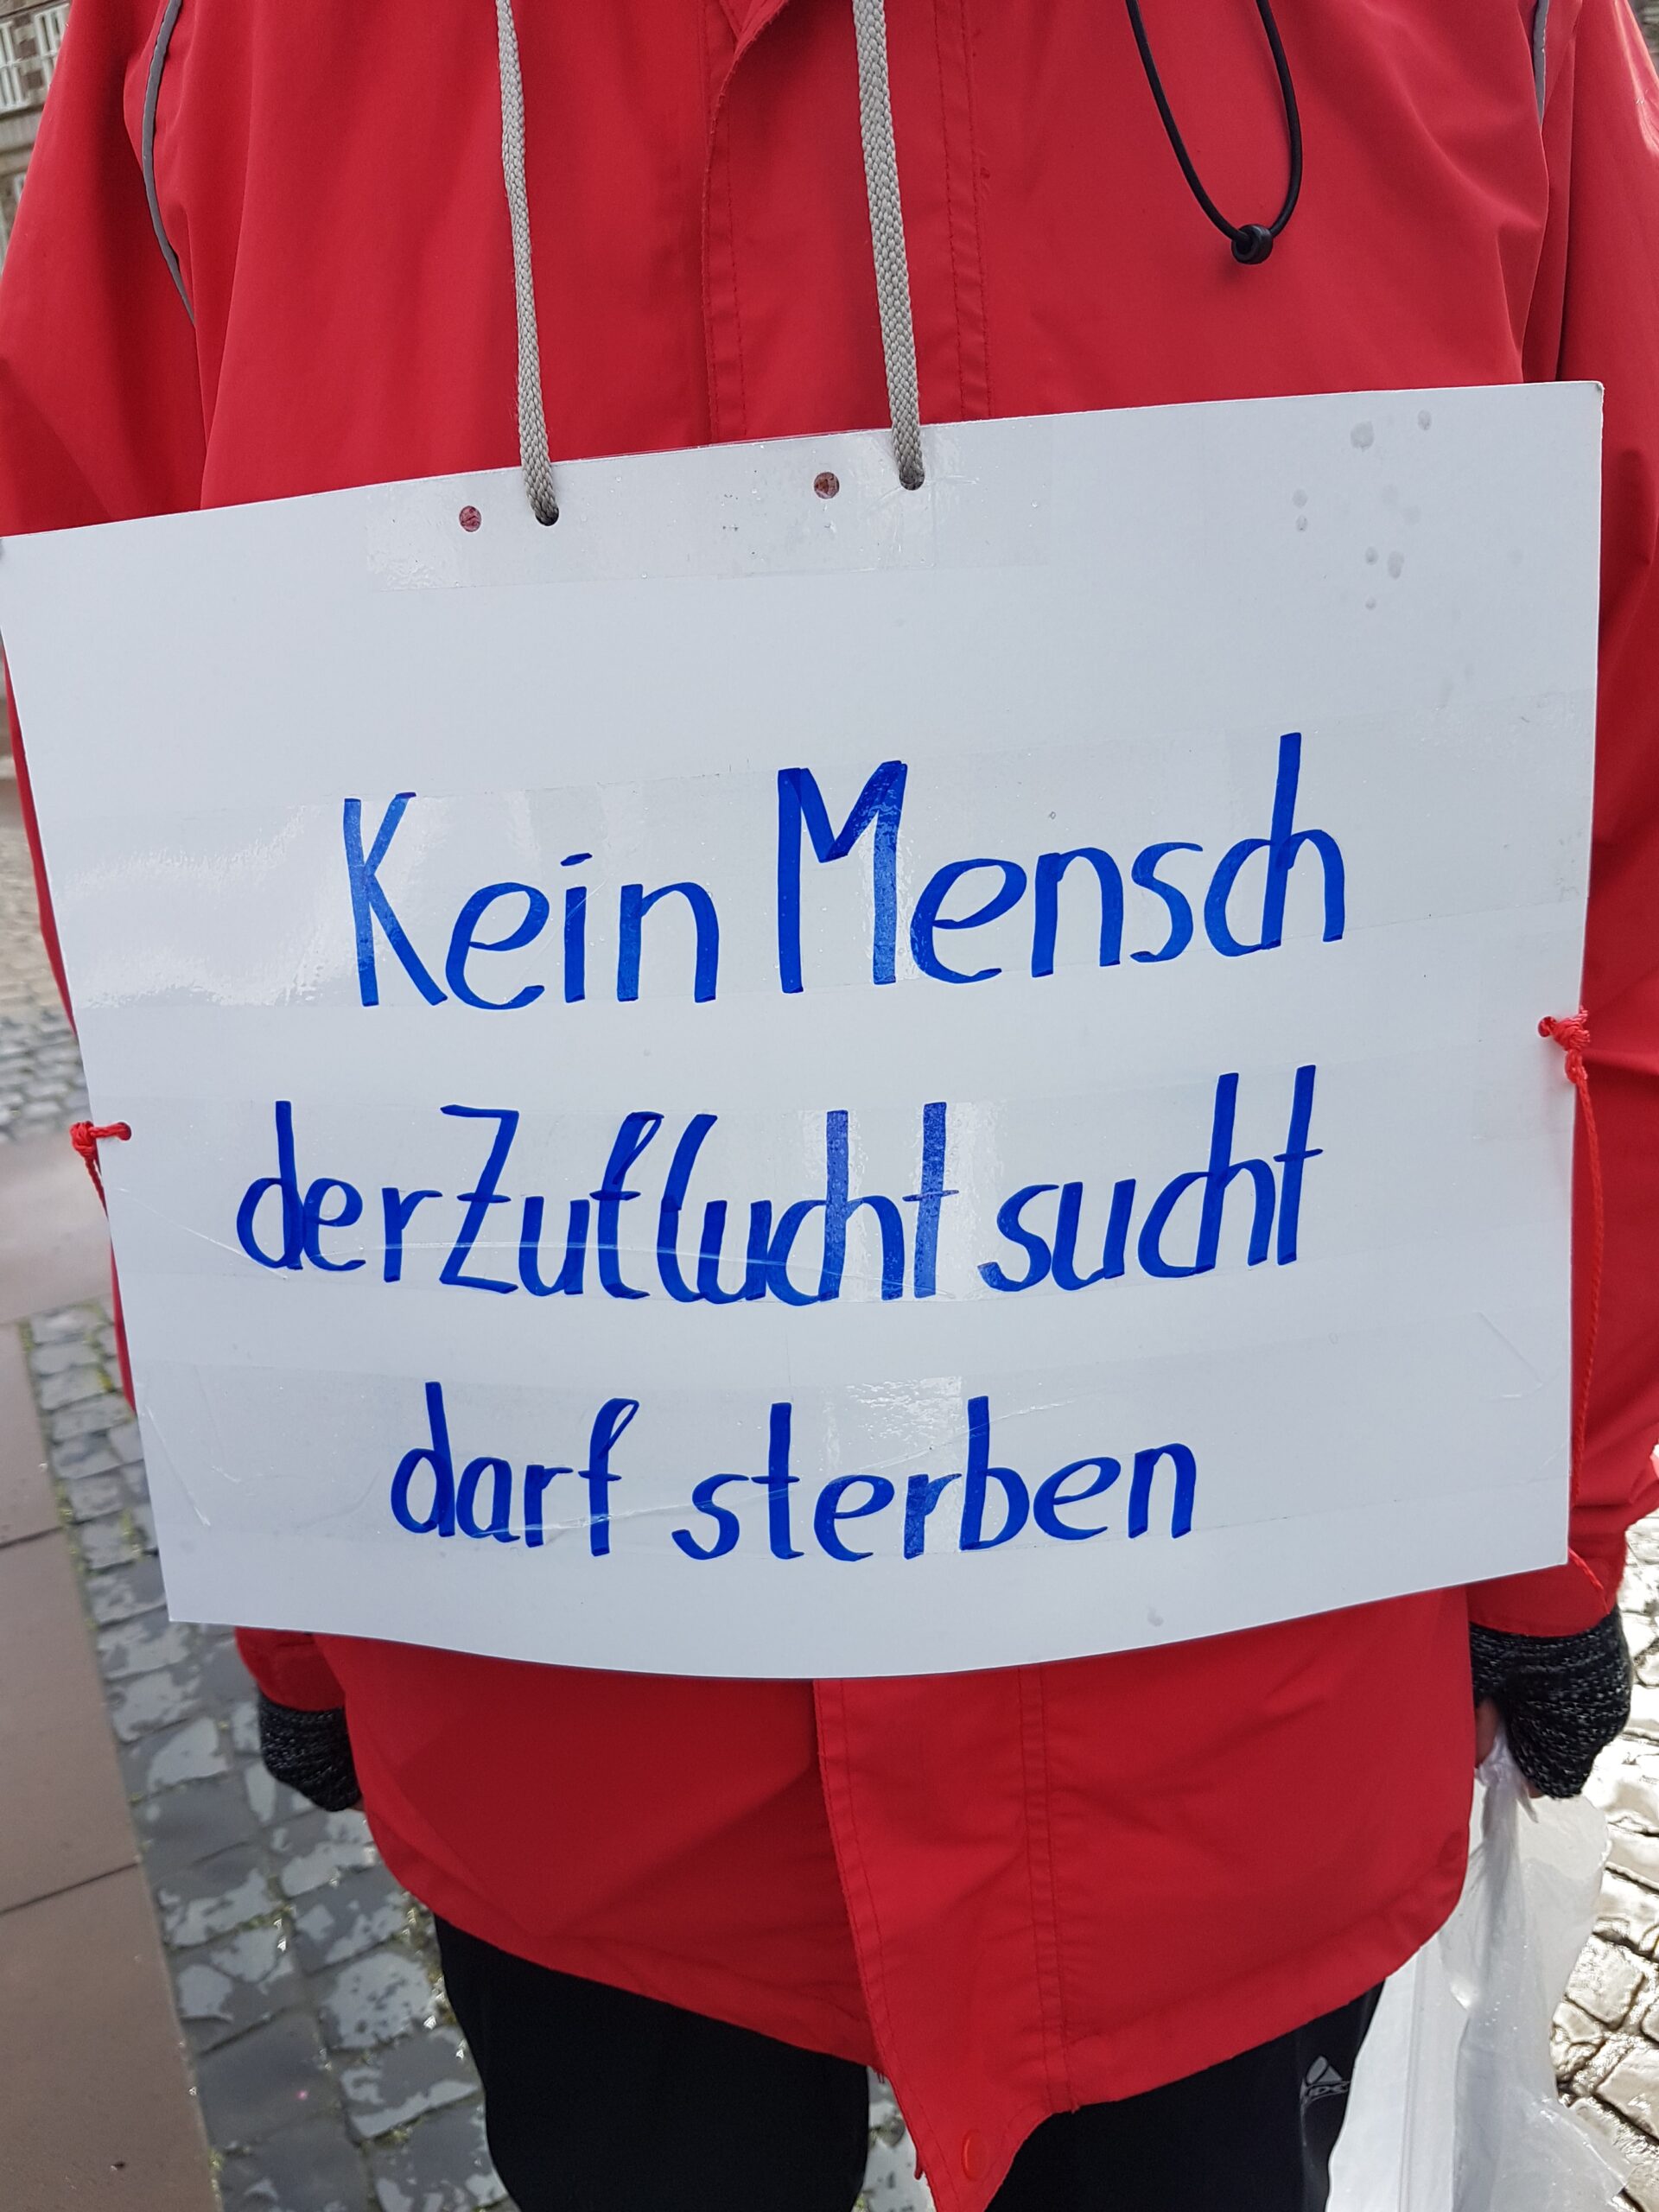 Kein Mensch
der Zuflucht sucht
darf sterben